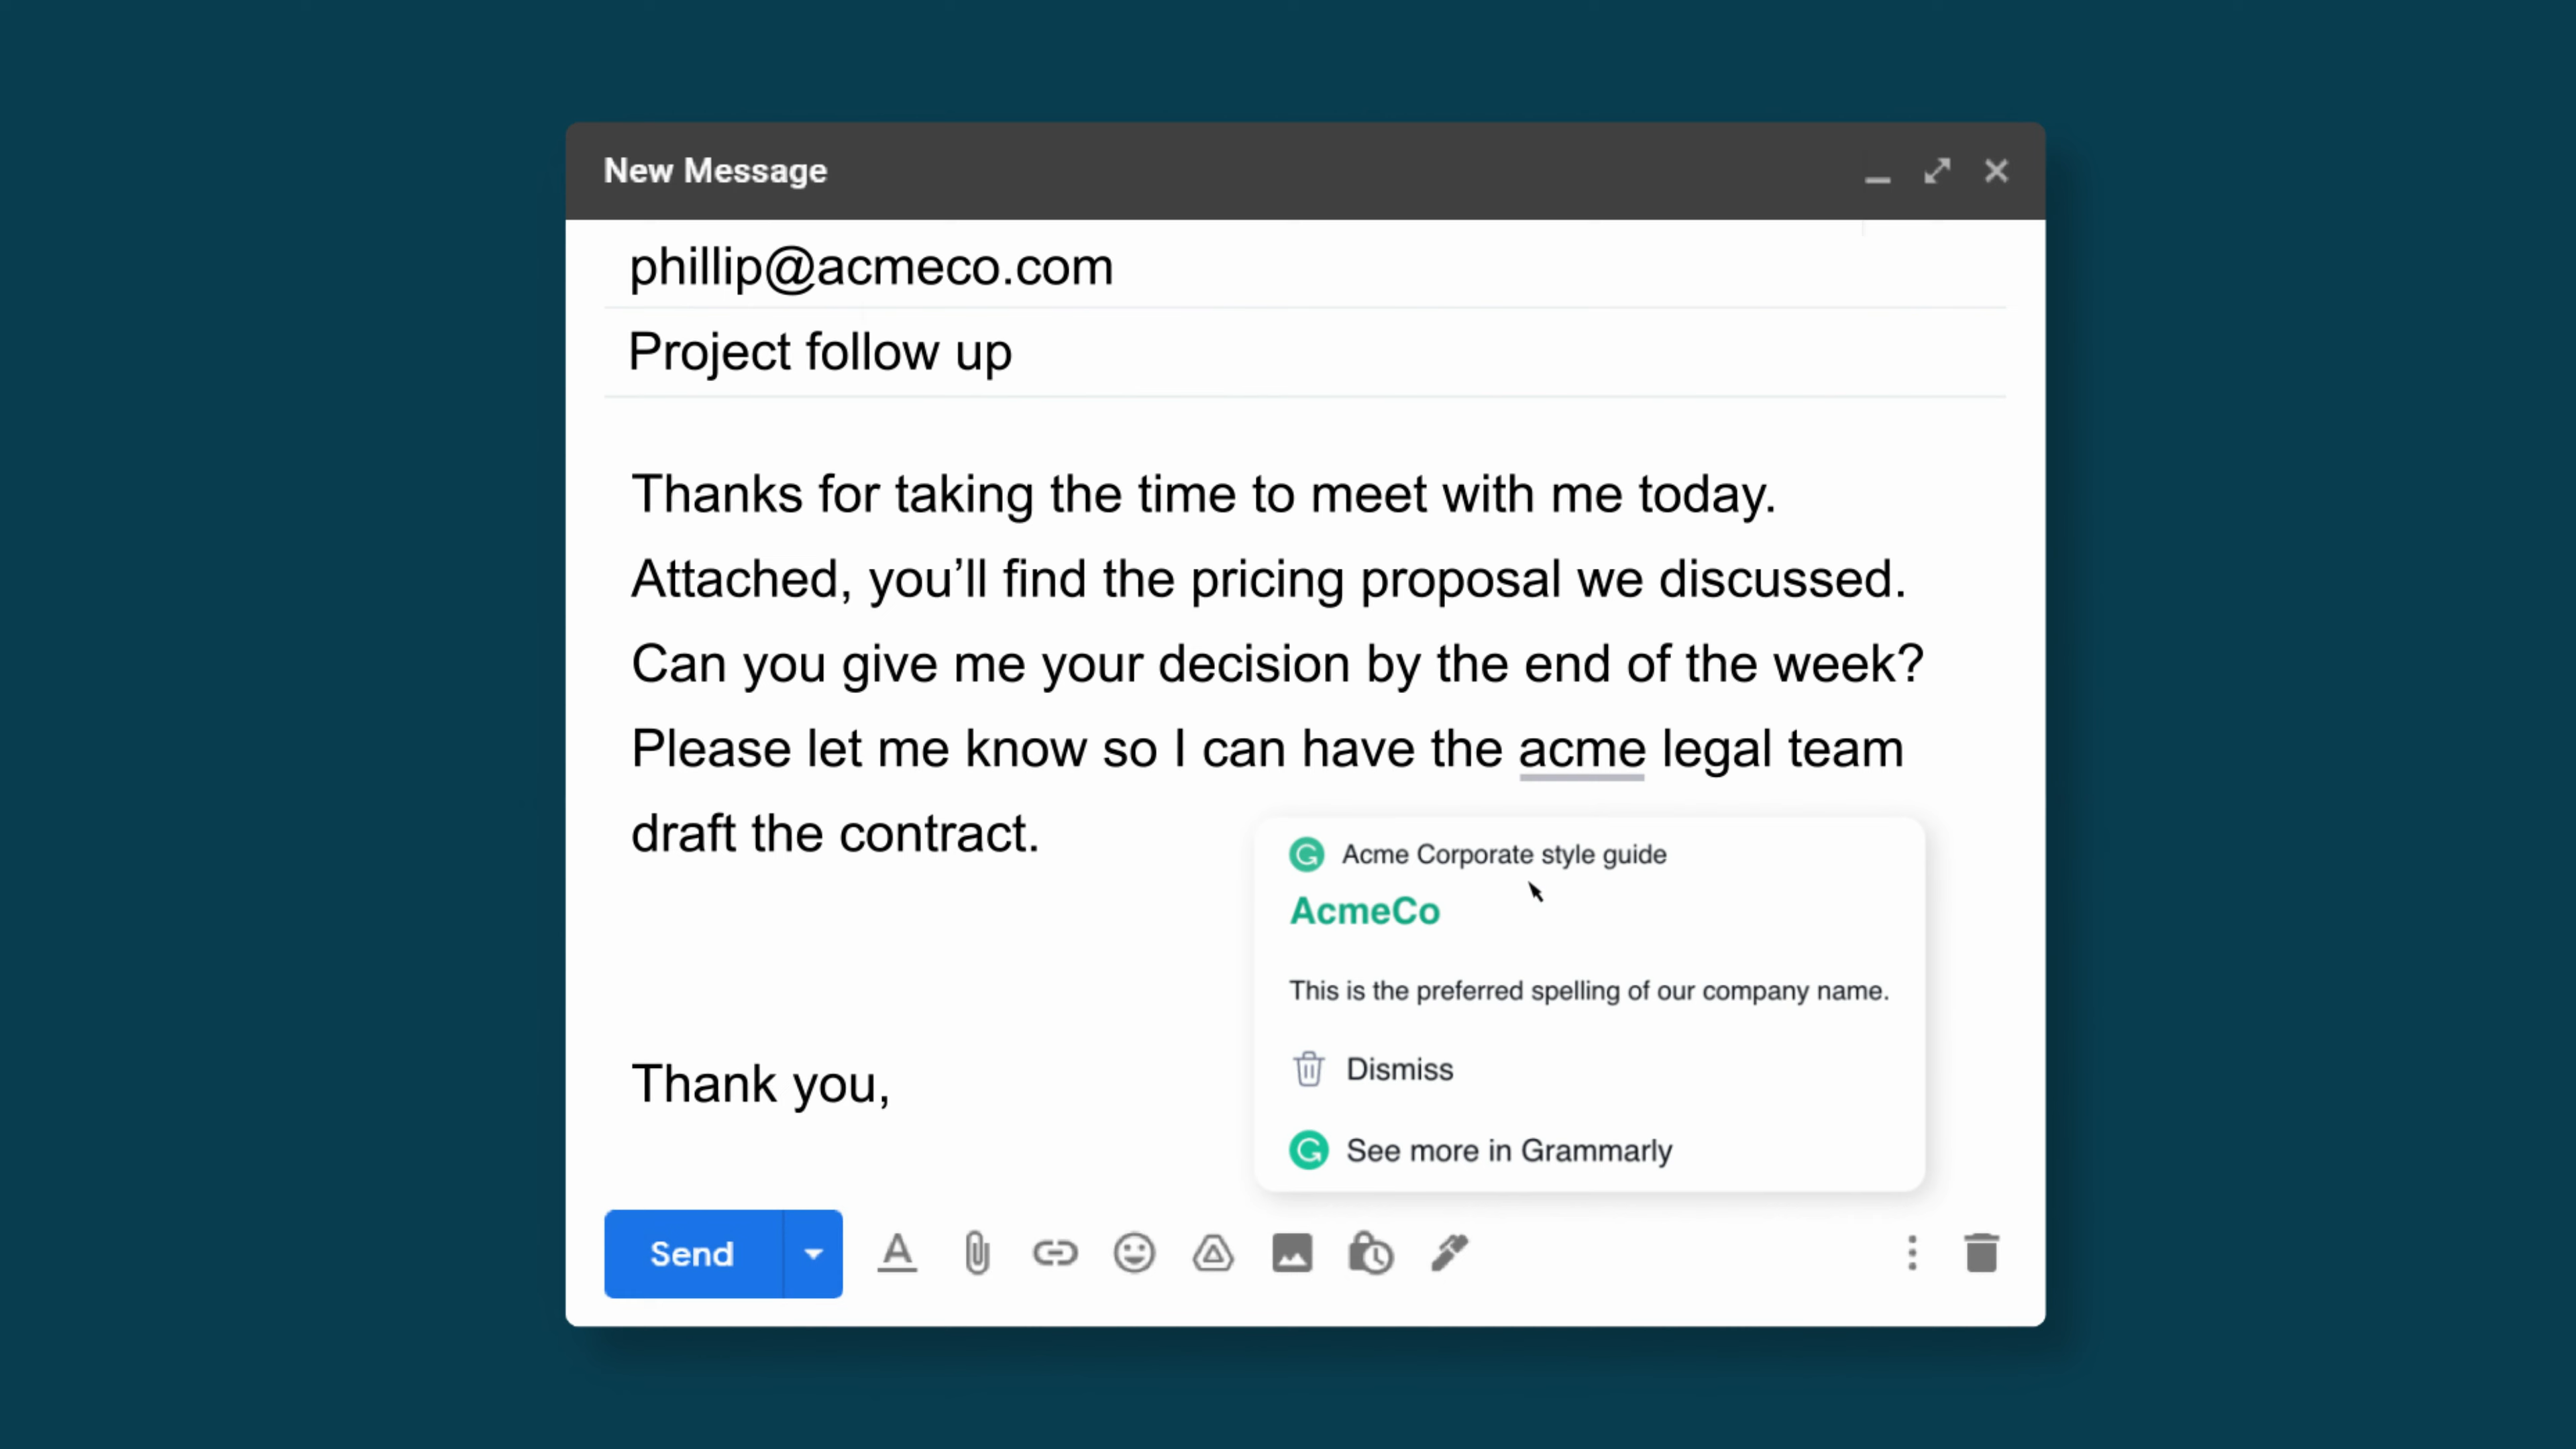 New Message
phillip@acmeco.com
Project follow up
Thanks for taking the time to meet with me today.
Attached, you’ll find the pricing proposal we discussed.
Can you give me your decision by the end of the week?
Please let me know so I can have the acme legal team
draft the contract.
Acme Corporate style guide
AcmeCo
This is the preferred spelling of our company name.
Dismiss
See more in Grammarly
Thank you,
Send